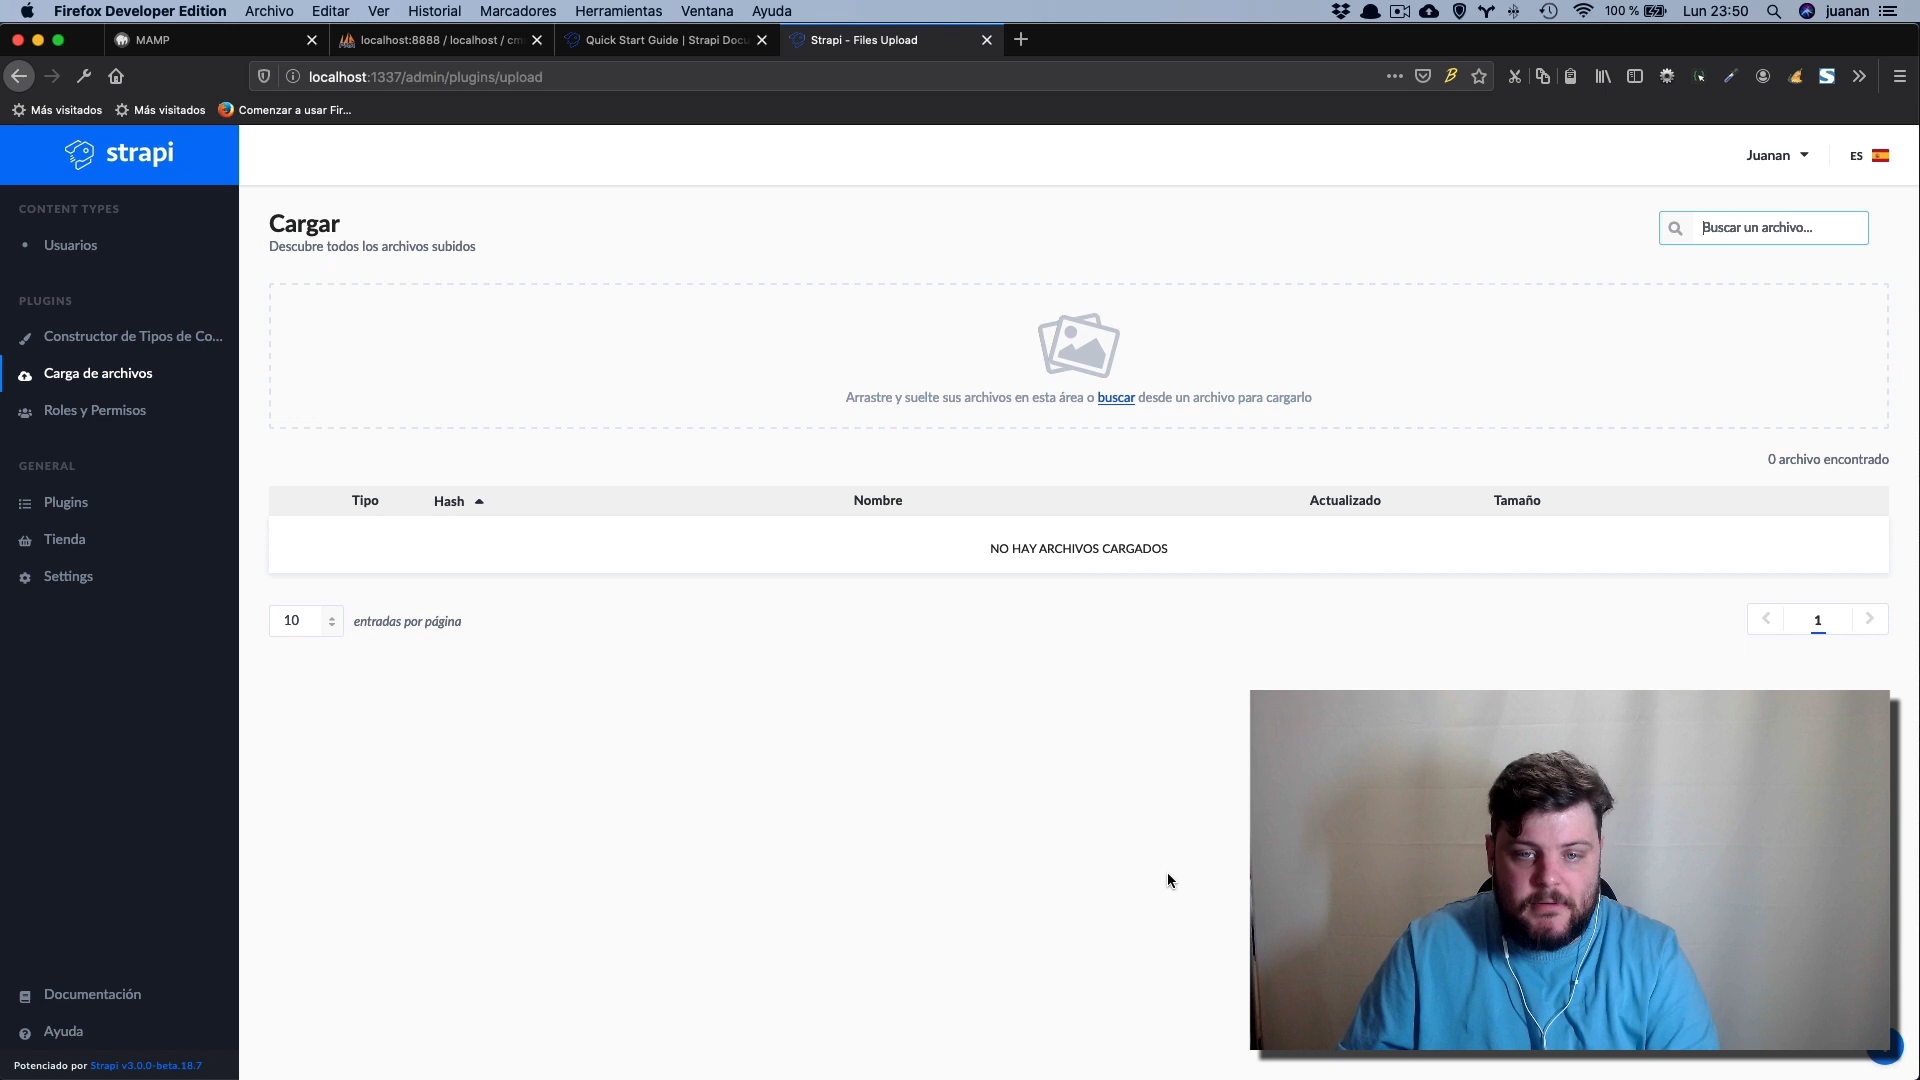 Firefox Developer Edition Archivo Editar Ver Historial Marcadores Herramientas Ventana Ayuda 100 % Lun 23:50 juanan
MAMP localhost:8888 / localhost / cm Quick Start Guide | Strapi Docu Strapi - Files Upload
localhost:1337/admin/plugins/upload
Más visitados Más visitados Comenzar a usar Fir...
strapi
Juanan ES
CONTENT TYPES
Usuarios
PLUGINS
Constructor de Tipos de Co...
Carga de archivos
Roles y Permisos
GENERAL
Plugins
Tienda
Settings
Documentación
Ayuda
Potenciado por Strapi v3.0.0-beta.18.7
Cargar
Descubre todos los archivos subidos
Buscar un archivo...
Arrastre y suelte sus archivos en esta área o buscar desde un archivo para cargarlo
0 archivo encontrado
Tipo Hash Nombre Actualizado Tamaño
NO HAY ARCHIVOS CARGADOS
10 entradas por página
1